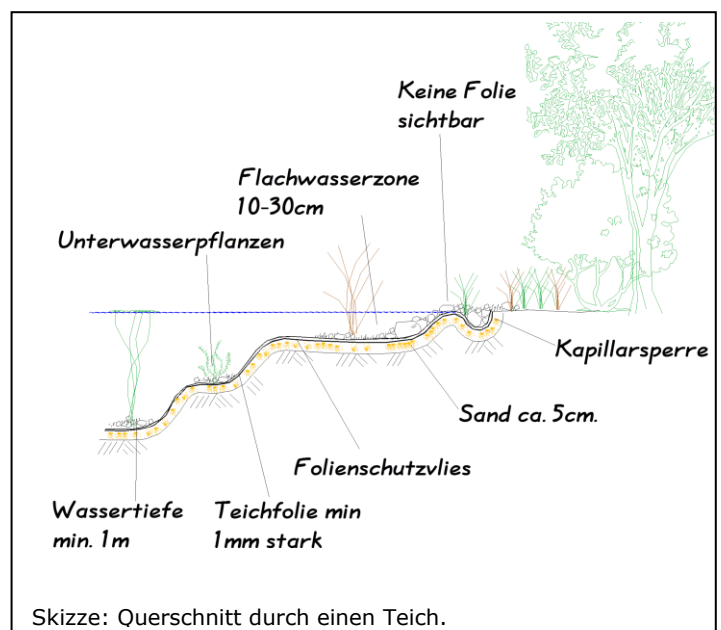 Keine Folie
sichtbar
Flachwasserzone
10-30cm
Unterwasserpflanzen
Kapillarsperre
Sand ca. 5cm.
Folienschutzvlies
Wassertiefe
min. 1m
Teichfolie min
1mm stark
Skizze: Querschnitt durch einen Teich.